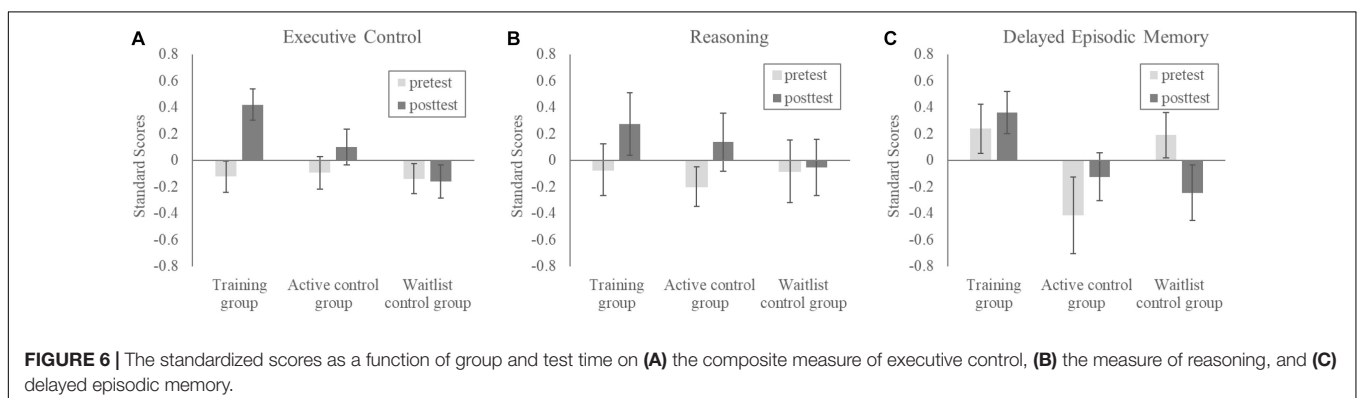 A
Executive Control
Standard Scores
0.8
0.6
0.4
0.2
0
-0.2
-0.4
-0.6
-0.8
pretest
posttest
Training
group
Active control
group
Waitlist
control group
B
Reasoning
Standard Scores
0.8
0.6
0.4
0.2
0
-0.2
-0.4
-0.6
-0.8
pretest
posttest
Training
group
Active control
group
Waitlist
control group
C
Delayed Episodic Memory
Standard Scores
0.8
0.6
0.4
0.2
0
-0.2
-0.4
-0.6
-0.8
pretest
posttest
Training
group
Active control
group
Waitlist
control group
FIGURE 6 | The standardized scores as a function of group and test time on (A) the composite measure of executive control, (B) the measure of reasoning, and (C)
delayed episodic memory.